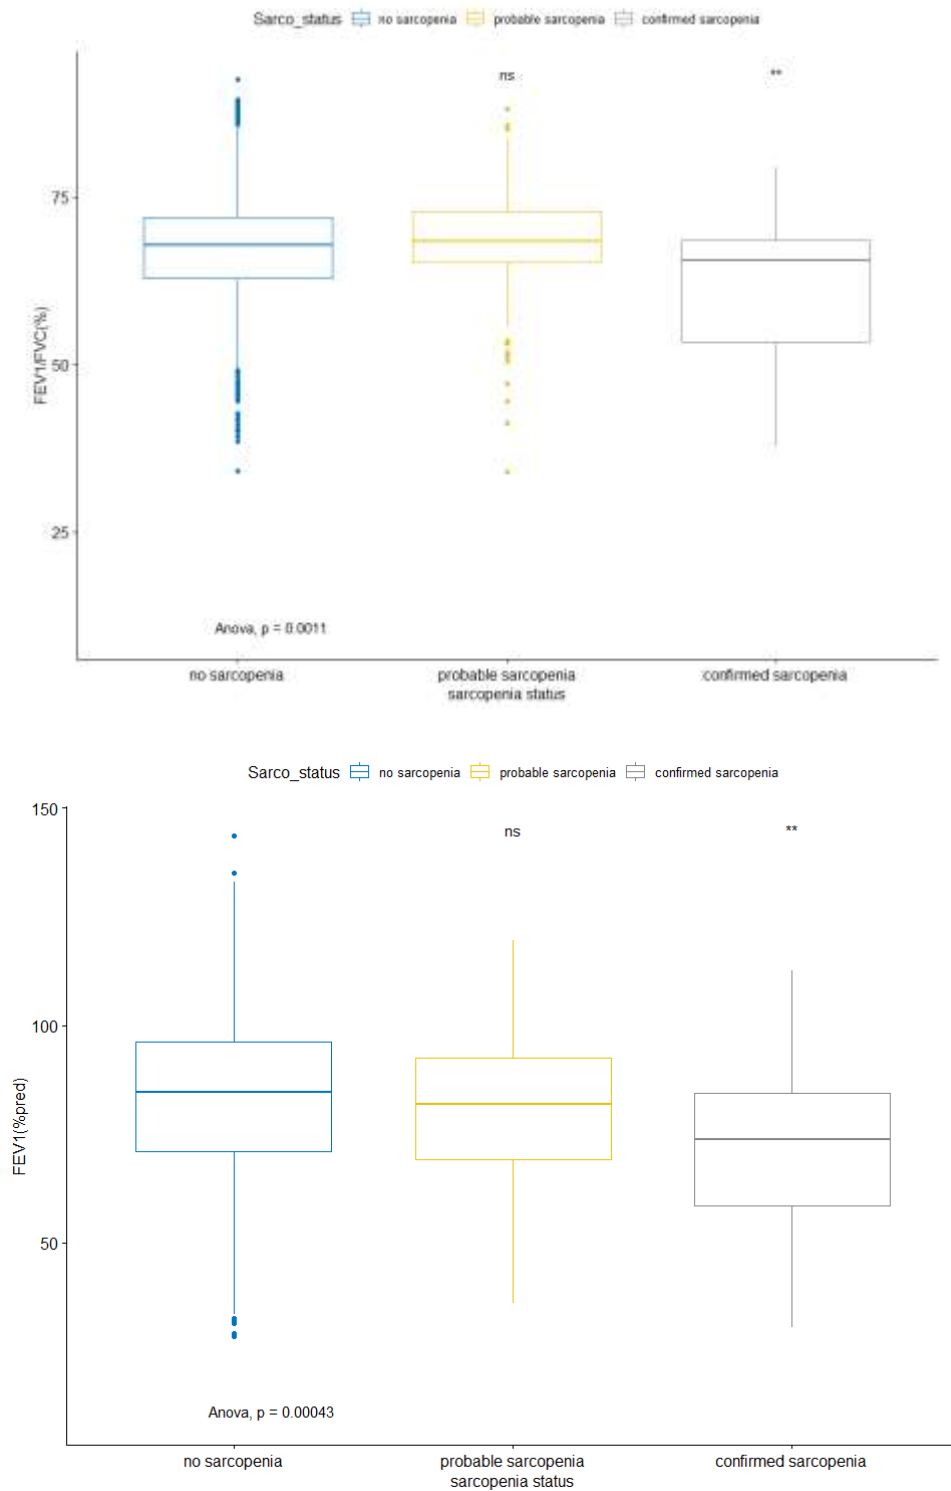 Sarco_status no sarcopenia probable sarcopenia confirmed sarcopenia
ns **
75
50
25
FEV1/FVC(%)
Anova, p = 0.0011
no sarcopenia probable sarcopenia confirmed sarcopenia
sarcopenia status
Sarco_status no sarcopenia probable sarcopenia confirmed sarcopenia
150
ns **
100
50
FEV1(%pred)
Anova, p = 0.00043
no sarcopenia probable sarcopenia confirmed sarcopenia
sarcopenia status